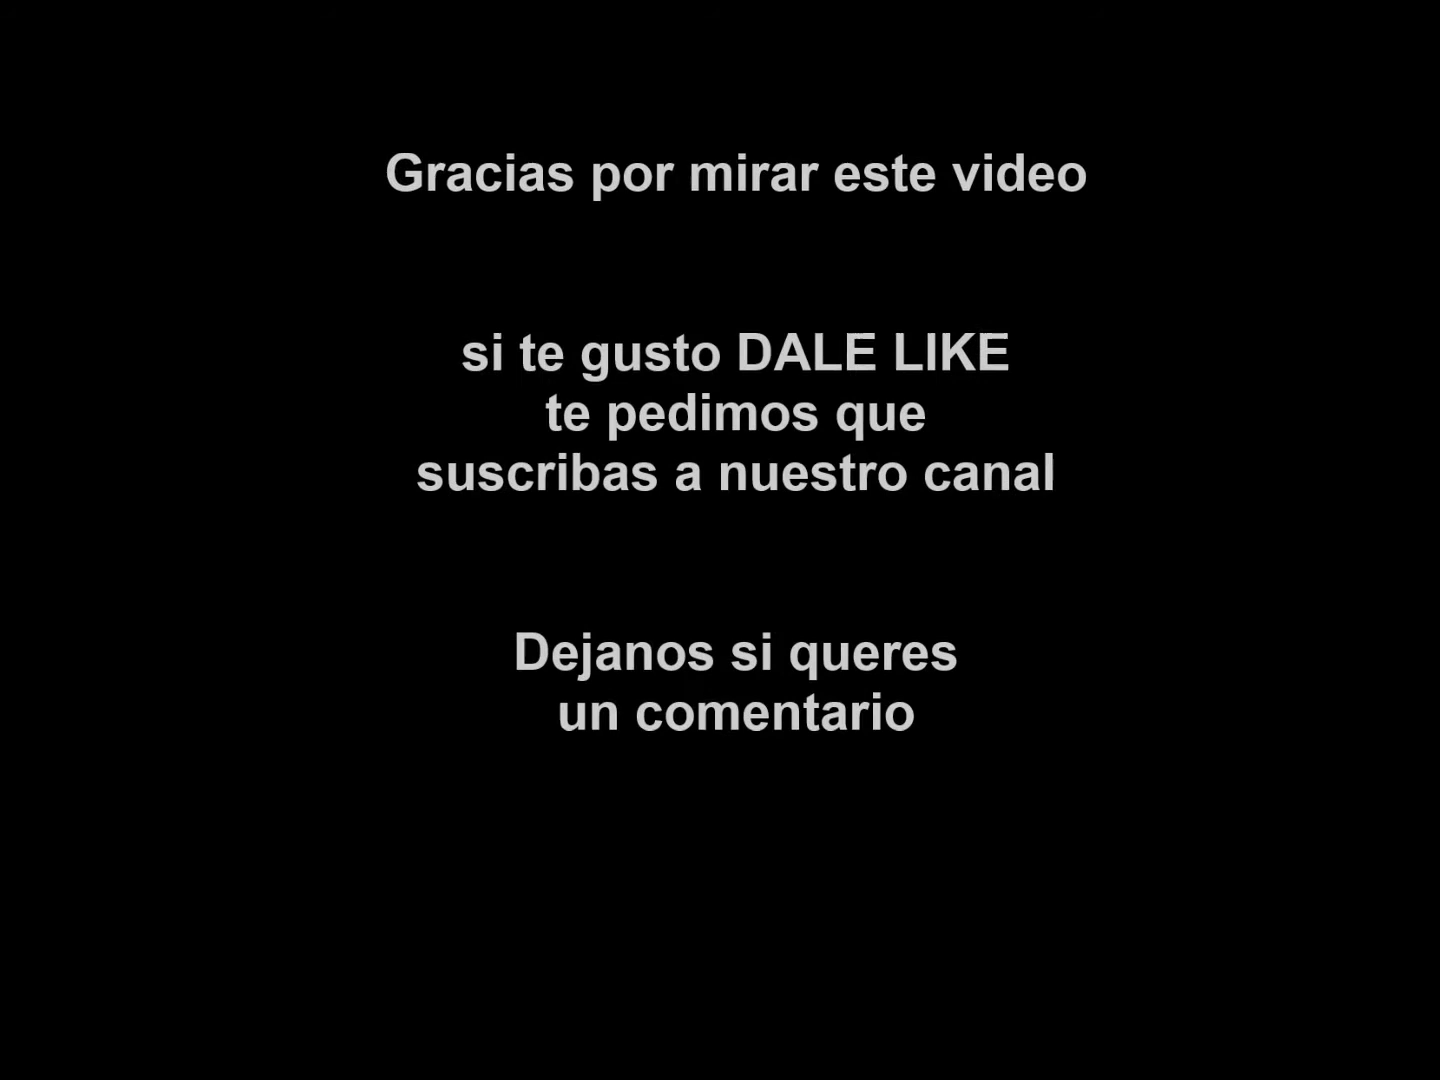 Gracias por mirar este video
si te gusto DALE LIKE
te pedimos que
suscribas a nuestro canal
Dejanos si queres
un comentario